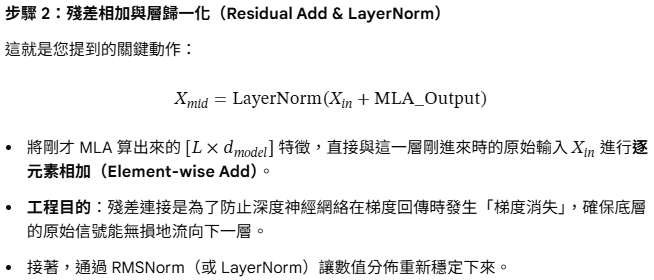 步驟 2：殘差相加與層歸一化（Residual Add & LayerNorm）
這就是您提到的關鍵動作：
X_{mid} = LayerNorm(X_{in} + MLA_Output)
• 將剛才 MLA 算出來的 [L × d_{model}] 特徵，直接與這一層剛進來時的原始輸入 X_{in} 進行逐
元素相加（Element-wise Add）。
• 工程目的：殘差連接是為了防止深度神經網絡在梯度回傳時發生「梯度消失」，確保底層
的原始信號能無損地流向下一層。
• 接著，通過 RMSNorm（或 LayerNorm）讓數值分佈重新穩定下來。